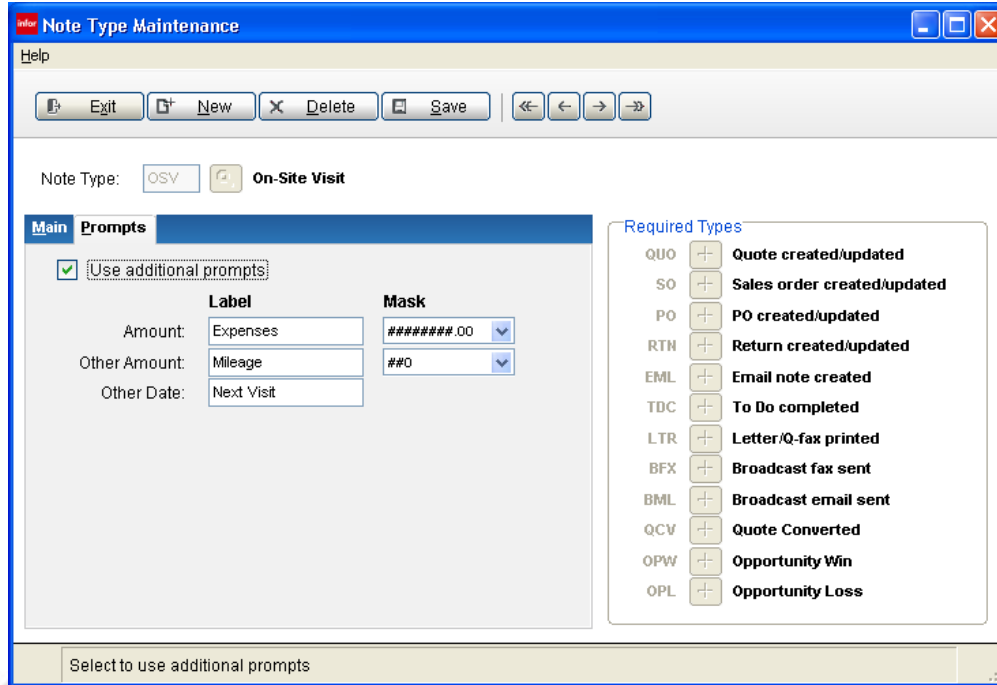 infor Note Type Maintenance
Help
Exit New Delete Save
Note Type: OSV On-Site Visit
Main Prompts
Use additional prompts
Label Mask
Amount: Expenses ########.00
Other Amount: Mileage ##0
Other Date: Next Visit
Required Types
QUO Quote created/updated
SO Sales order created/updated
PO PO created/updated
RTN Return created/updated
EML Email note created
TDC To Do completed
LTR Letter/Q-fax printed
BFX Broadcast fax sent
BML Broadcast email sent
QCV Quote Converted
OPW Opportunity Win
OPL Opportunity Loss
Select to use additional prompts